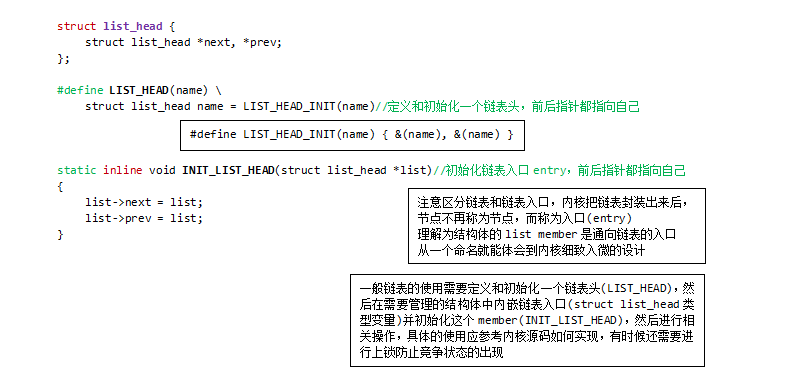 struct list_head {
struct list_head *next, *prev;
};
#define LIST_HEAD(name) \
struct list_head name = LIST_HEAD_INIT(name)//定义和初始化一个链表头，前后指针都指向自己
#define LIST_HEAD_INIT(name) { &(name), &(name) }
static inline void INIT_LIST_HEAD(struct list_head *list)//初始化链表入口 entry，前后指针都指向自己
{
list->next = list;
list->prev = list;
}
注意区分链表和链表入口，内核把链表封装出来后，
节点不再称为节点，而称为入口(entry)
理解为结构体的 list member 是通向链表的入口
从一个命名就能体会到内核细致入微的设计
一般链表的使用需要定义和初始化一个链表头(LIST_HEAD)，然
后在需要管理的结构体中内嵌链表入口(struct list_head 类
型变量)并初始化这个 member(INIT_LIST_HEAD)，然后进行相
关操作，具体的使用应参考内核源码如何实现，有时候还需要进
行上锁防止竞争状态的出现